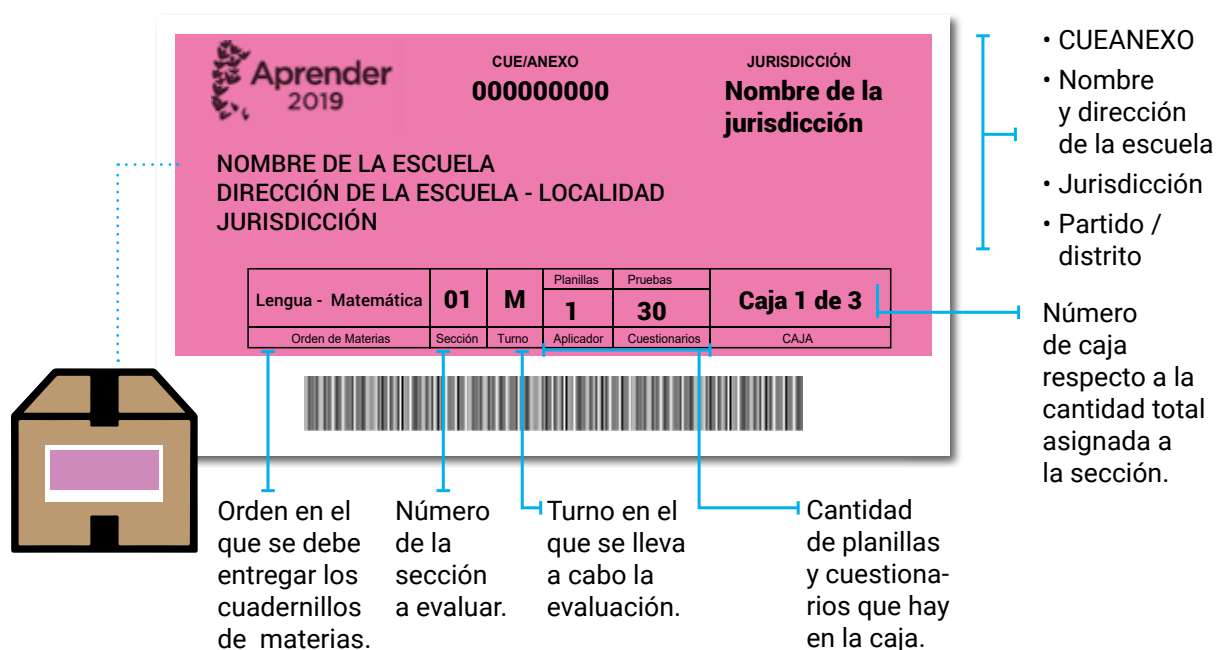 Aprender
2019
CUE/ANEXO
000000000
JURISDICCIÓN
Nombre de la
jurisdicción
NOMBRE DE LA ESCUELA
DIRECCIÓN DE LA ESCUELA - LOCALIDAD
JURISDICCIÓN
Lengua - Matemática
Orden de Materias
01
Sección
M
Turno
Planillas
1
Aplicador
Pruebas
30
Cuestionarios
Caja 1 de 3
CAJA
• CUEANEXO
• Nombre
y dirección
de la escuela
• Jurisdicción
• Partido /
distrito
Número
de caja
respecto a la
cantidad total
asignada a
la sección.
Orden en el
que se debe
entregar los
cuadernillos
de materias.
Número
de la
sección
a evaluar.
Turno en el
que se lleva
a cabo la
evaluación.
Cantidad
de planillas
y cuestiona-
rios que hay
en la caja.